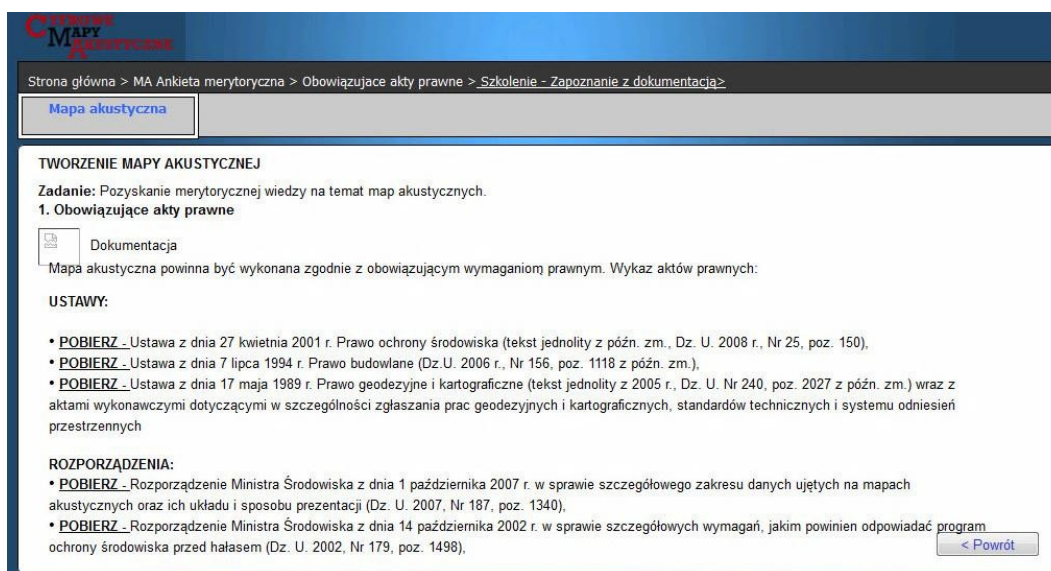 CYFROWE
MAPY
AKUSTYCZNE
Strona główna > MA Ankieta merytoryczna > Obowiązujace akty prawne > Szkolenie - Zapoznanie z dokumentacją>
Mapa akustyczna
TWORZENIE MAPY AKUSTYCZNEJ
Zadanie: Pozyskanie merytorycznej wiedzy na temat map akustycznych.
1. Obowiązujące akty prawne
Dokumentacja
Mapa akustyczna powinna być wykonana zgodnie z obowiązującym wymaganiom prawnym. Wykaz aktów prawnych:
USTAWY:
• POBIERZ - Ustawa z dnia 27 kwietnia 2001 r. Prawo ochrony środowiska (tekst jednolity z późn. zm., Dz. U. 2008 r., Nr 25, poz. 150),
• POBIERZ - Ustawa z dnia 7 lipca 1994 r. Prawo budowlane (Dz.U. 2006 r., Nr 156, poz. 1118 z późn. zm.),
• POBIERZ - Ustawa z dnia 17 maja 1989 r. Prawo geodezyjne i kartograficzne (tekst jednolity z 2005 r., Dz. U. Nr 240, poz. 2027 z późn. zm.) wraz z
aktami wykonawczymi dotyczącymi w szczególności zgłaszania prac geodezyjnych i kartograficznych, standardów technicznych i systemu odniesień
przestrzennych
ROZPORZĄDZENIA:
• POBIERZ - Rozporządzenie Ministra Środowiska z dnia 1 października 2007 r. w sprawie szczegółowego zakresu danych ujętych na mapach
akustycznych oraz ich układu i sposobu prezentacji (Dz. U. 2007, Nr 187, poz. 1340),
• POBIERZ - Rozporządzenie Ministra Środowiska z dnia 14 października 2002 r. w sprawie szczegółowych wymagań, jakim powinien odpowiadać program
ochrony środowiska przed hałasem (Dz. U. 2002, Nr 179, poz. 1498),
< Powrót